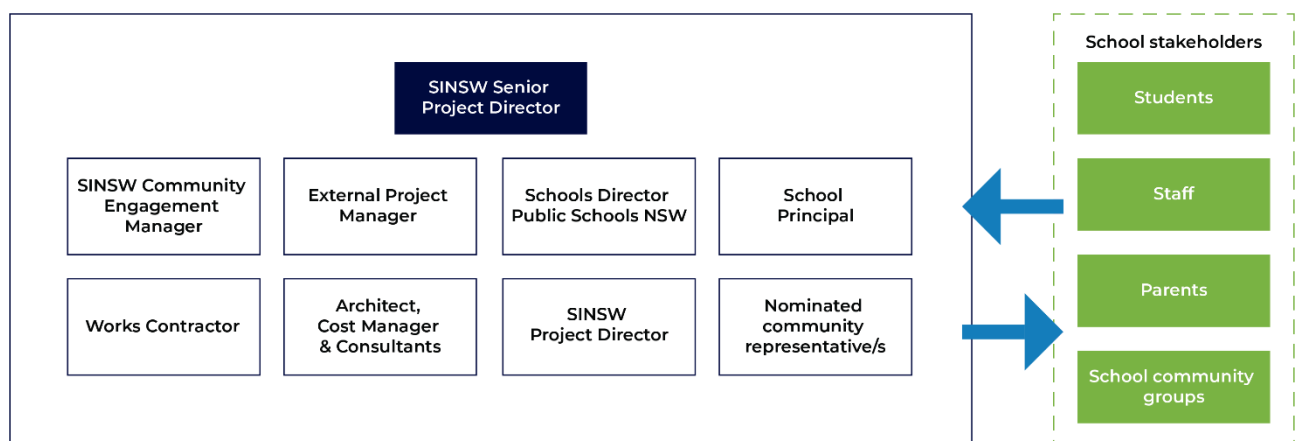 SINSW Senior
Project Director
SINSW Community
Engagement
Manager
External Project
Manager
Schools Director
Public Schools NSW
School
Principal
Works Contractor
Architect,
Cost Manager
& Consultants
SINSW
Project Director
Nominated
community
representative/s
School stakeholders
Students
Staff
Parents
School community
groups